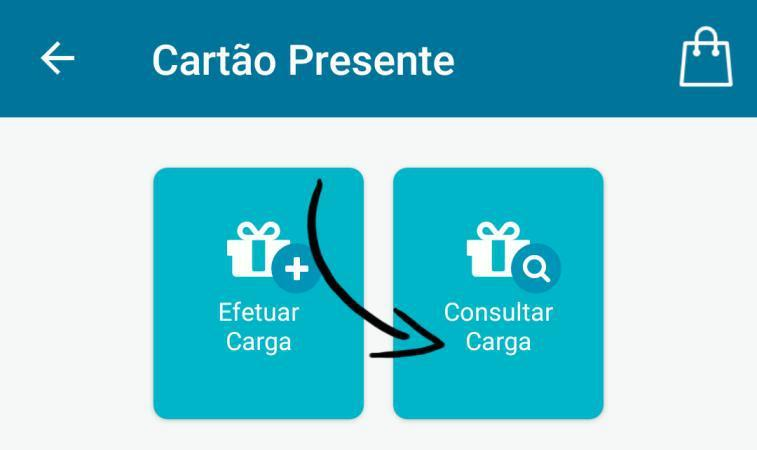 Cartão Presente
Efetuar
Carga
Consultar
Carga